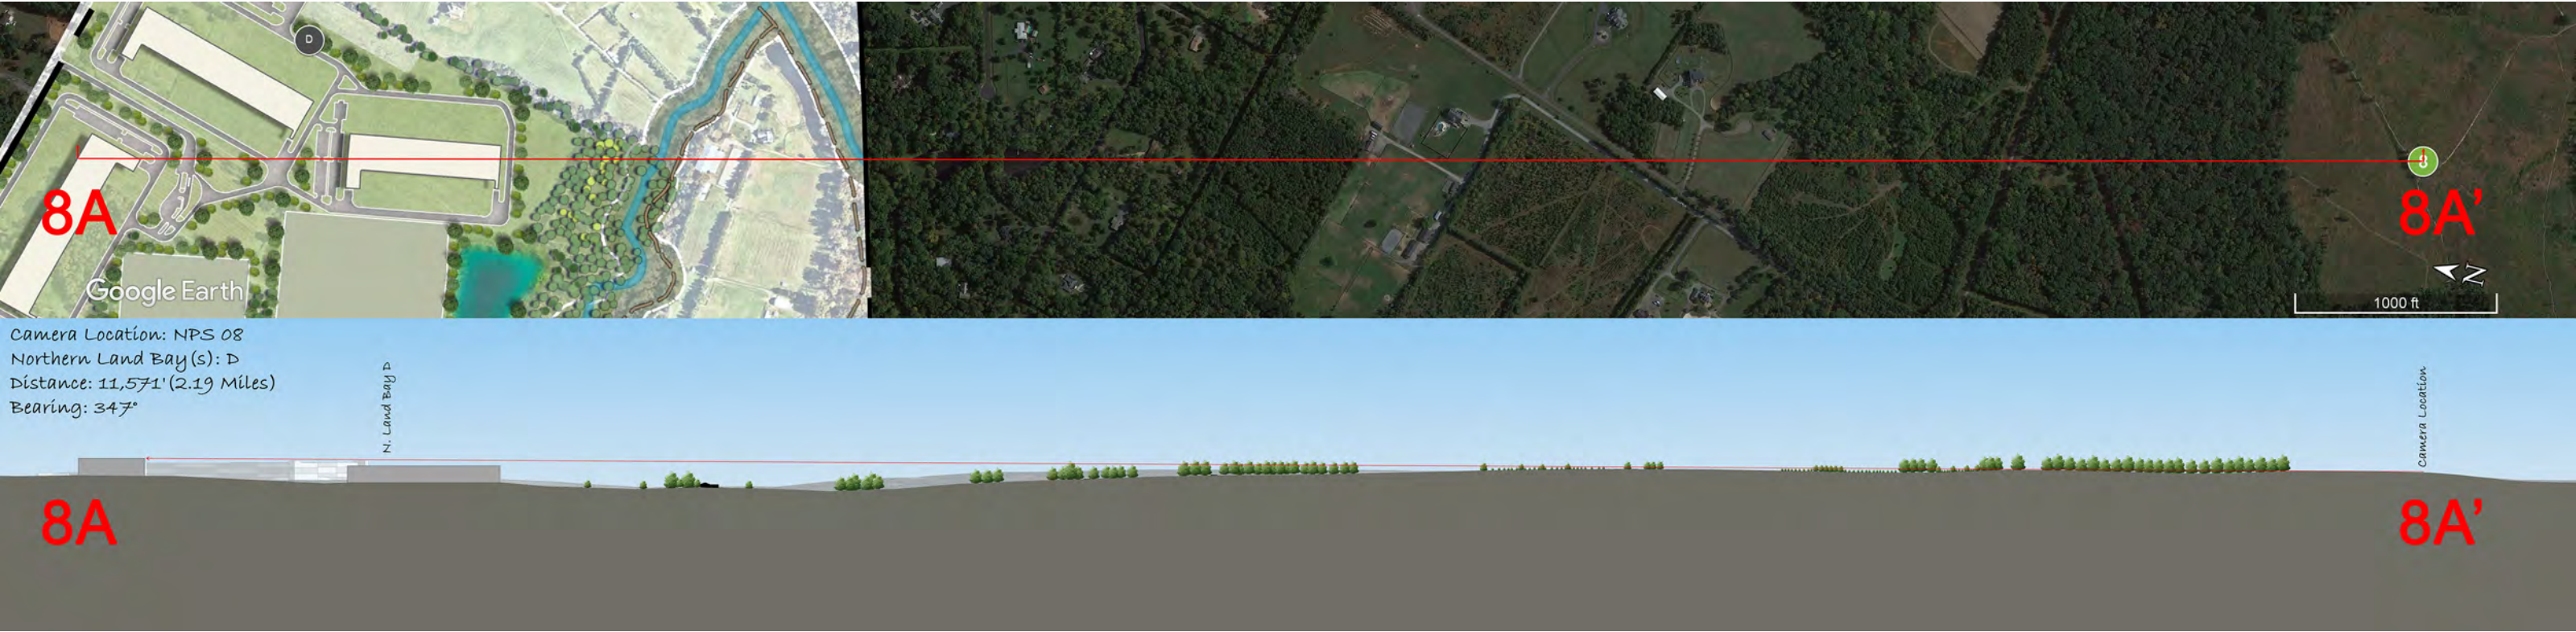 D
8
8A
8A'
N
Google Earth
1000 ft
Camera Location: NPS 08
Northern Land Bay(s): D
Distance: 11,571' (2.19 Miles)
Bearing: 347°
N. Land Bay D
Camera Location
8A
8A'